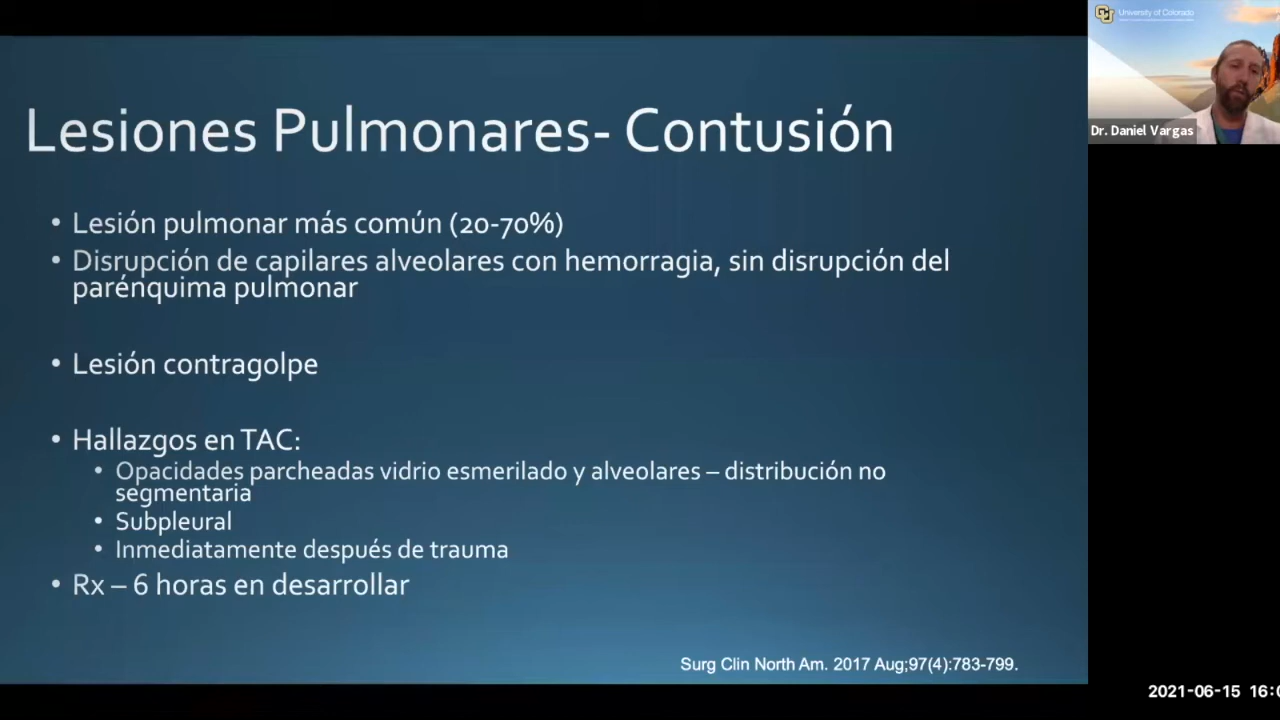 University of Colorado
Dr. Daniel Vargas
Lesiones Pulmonares- Contusión
• Lesión pulmonar más común (20-70%)
• Disrupción de capilares alveolares con hemorragia, sin disrupción del
parénquima pulmonar
• Lesión contragolpe
• Hallazgos en TAC:
• Opacidades parcheadas vidrio esmerilado y alveolares – distribución no
segmentaria
• Subpleural
• Inmediatamente después de trauma
• Rx – 6 horas en desarrollar
Surg Clin North Am. 2017 Aug;97(4):783-799.
2021-06-15 16:0